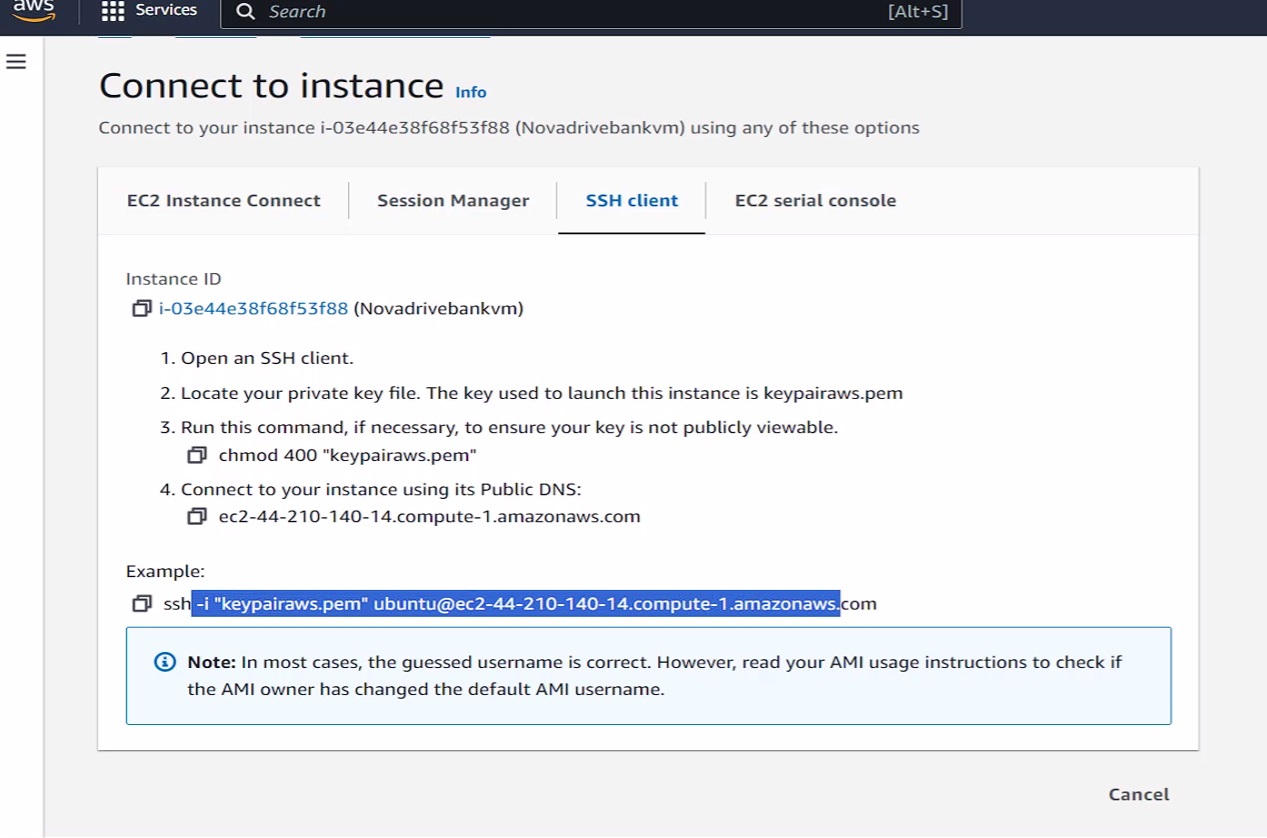 aws
Services
Search
[Alt+S]
Connect to instance Info
Connect to your instance i-03e44e38f68f53f88 (Novadrivebankvm) using any of these options
EC2 Instance Connect
Session Manager
SSH client
EC2 serial console
Instance ID
i-03e44e38f68f53f88 (Novadrivebankvm)
1. Open an SSH client.
2. Locate your private key file. The key used to launch this instance is keypairaws.pem
3. Run this command, if necessary, to ensure your key is not publicly viewable.
chmod 400 "keypairaws.pem"
4. Connect to your instance using its Public DNS:
ec2-44-210-140-14.compute-1.amazonaws.com
Example:
ssh -i "keypairaws.pem" ubuntu@ec2-44-210-140-14.compute-1.amazonaws.com
Note: In most cases, the guessed username is correct. However, read your AMI usage instructions to check if
the AMI owner has changed the default AMI username.
Cancel